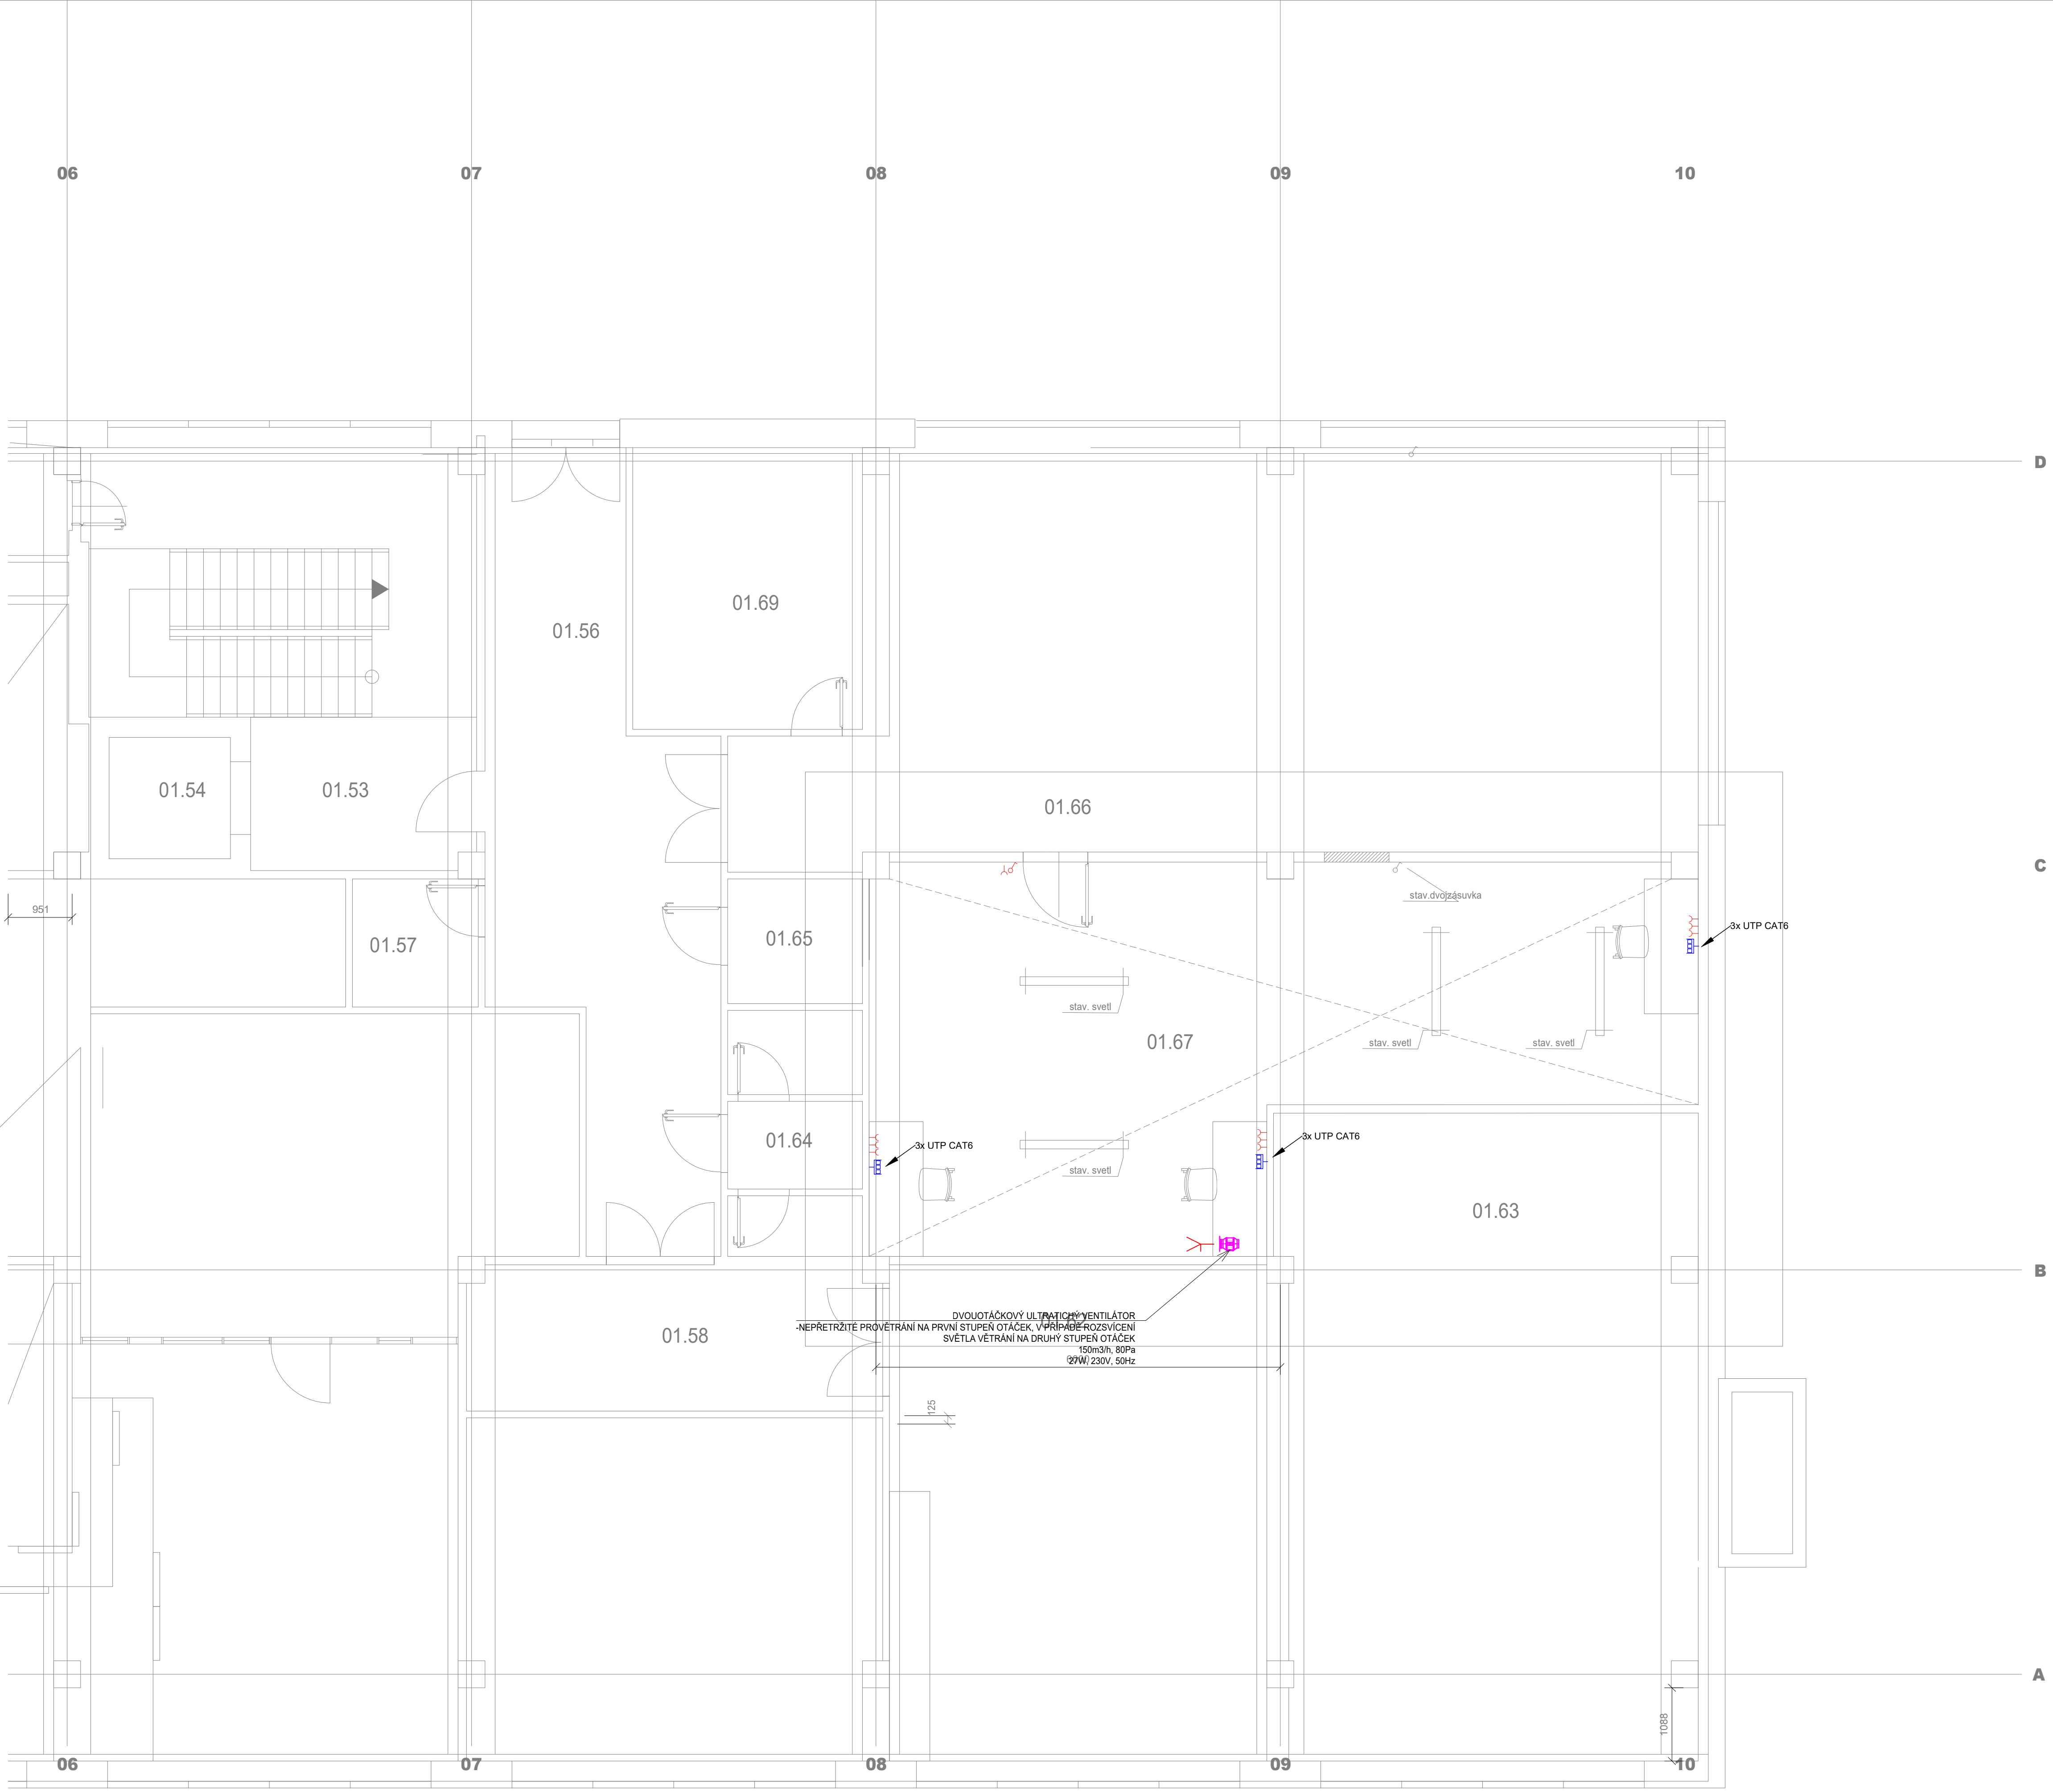 06
07
08
09
10
D
01.69
01.56
01.54
01.53
01.66
C
stav.dvojzásuvka
951
01.57
01.65
3x UTP CAT6
stav. svetl
01.67
stav. svetl
stav. svetl
01.64
3x UTP CAT6
3x UTP CAT6
stav. svetl
01.63
B
DVOUOTÁČKOVÝ ULTRATICHÝ VENTILÁTOR
-NEPŘETRŽITÉ PROVĚTRÁNÍ NA PRVNÍ STUPEŇ OTÁČEK, V PŘÍPADĚ ROZSVÍCENÍ
SVĚTLA VĚTRÁNÍ NA DRUHÝ STUPEŇ OTÁČEK
150m3/h, 80Pa
27W, 230V, 50Hz
01.62
01.58
125
A
1088
06
07
08
09
10